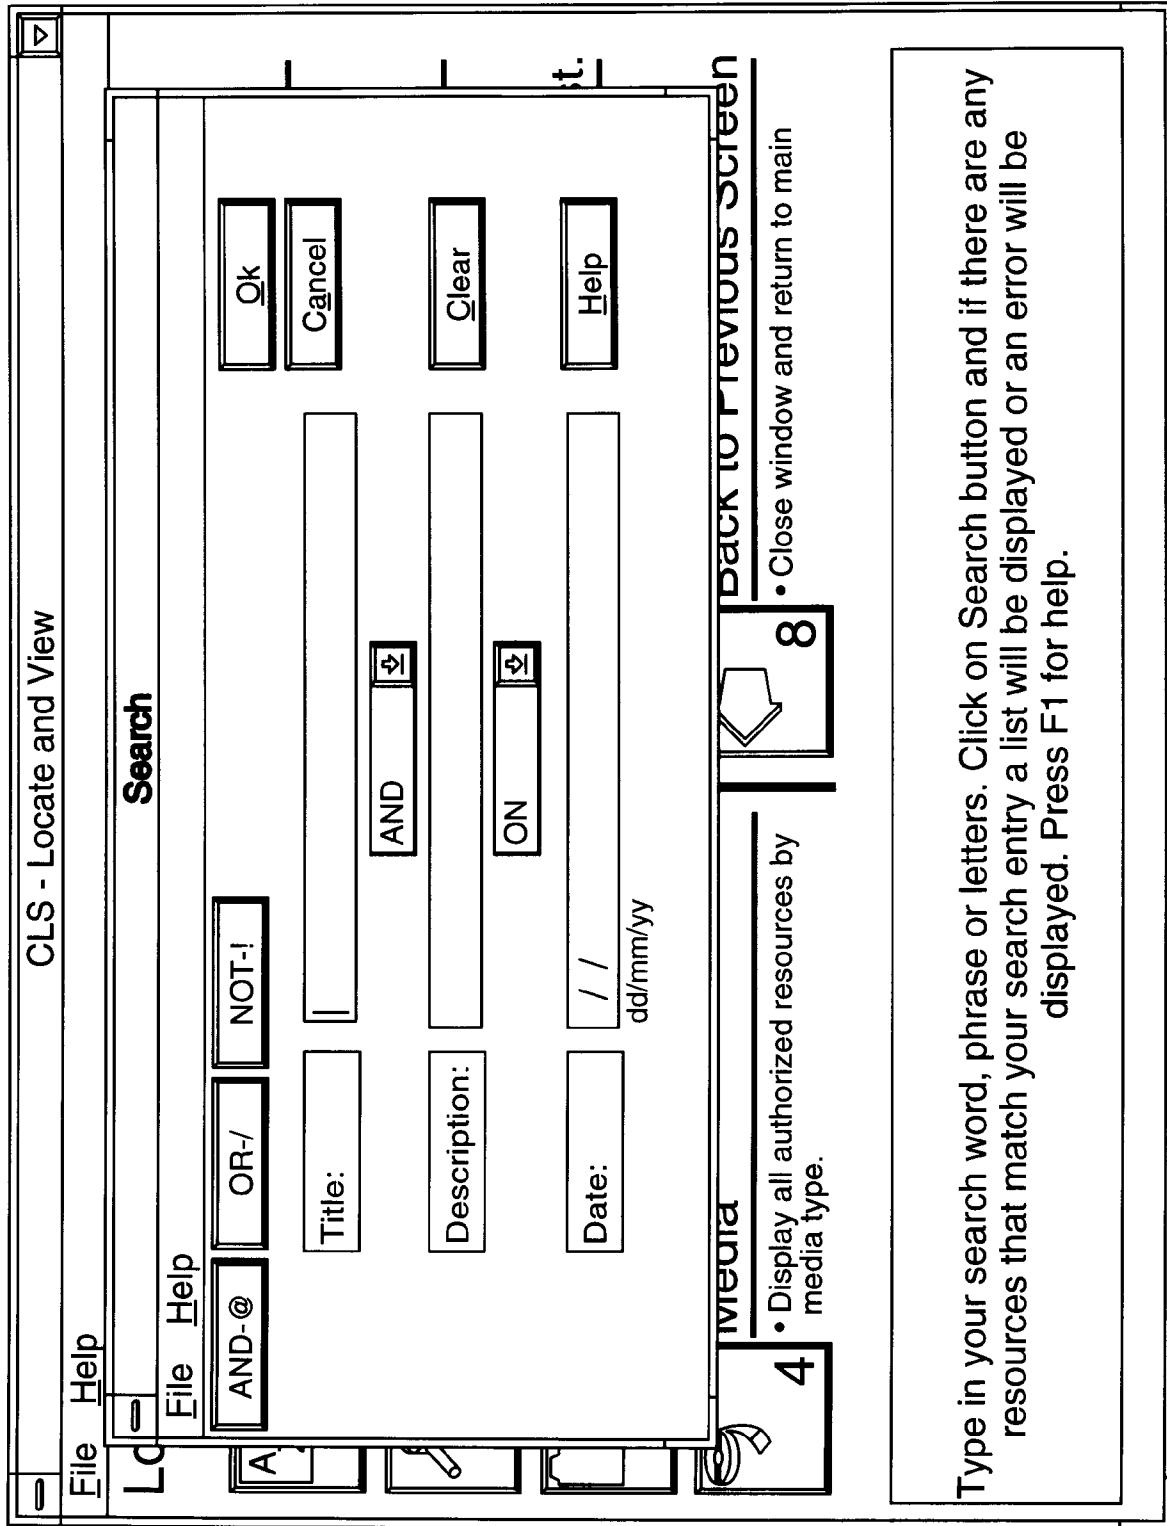 CLS - Locate and View
File Help
Search
File Help
AND-@ OR-/ NOT-! Ok
Title: Cancel
AND
Description: Clear
ON
Date: / / Help
dd/mm/yy
st.
4 Media
• Display all authorized resources by
media type.
8 Back to Previous Screen
• Close window and return to main
Type in your search word, phrase or letters. Click on Search button and if there are any
resources that match your search entry a list will be displayed or an error will be
displayed. Press F1 for help.